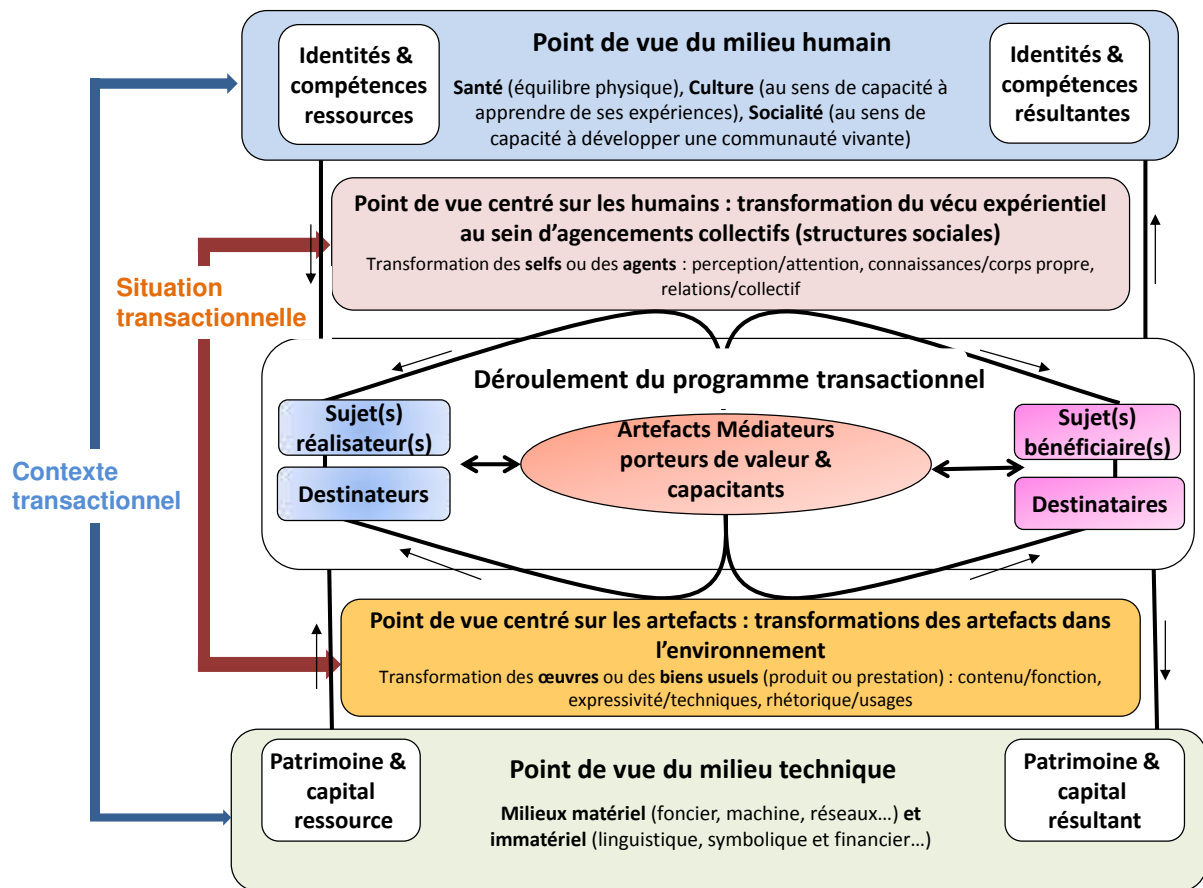 Point de vue du milieu humain
Identités &
compétences
ressources
Santé (équilibre physique), Culture (au sens de capacité à
apprendre de ses expériences), Socialité (au sens de
capacité à développer une communauté vivante)
Identités &
compétences
résultantes
Point de vue centré sur les humains : transformation du vécu expérientiel
au sein d’agencements collectifs (structures sociales)
Transformation des selfs ou des agents : perception/attention, connaissances/corps propre,
relations/collectif
Situation
transactionnelle
Contexte
transactionnel
Déroulement du programme transactionnel
Sujet(s)
réalisateur(s)
Destinateurs
Artefacts Médiateurs
porteurs de valeur &
capacitants
Sujet(s)
bénéficiaire(s)
Destinataires
Point de vue centré sur les artefacts : transformations des artefacts dans
l’environnement
Transformation des œuvres ou des biens usuels (produit ou prestation) : contenu/fonction,
expressivité/techniques, rhétorique/usages
Patrimoine &
capital
ressource
Point de vue du milieu technique
Milieux matériel (foncier, machine, réseaux…) et
immatériel (linguistique, symbolique et financier…)
Patrimoine &
capital
résultant